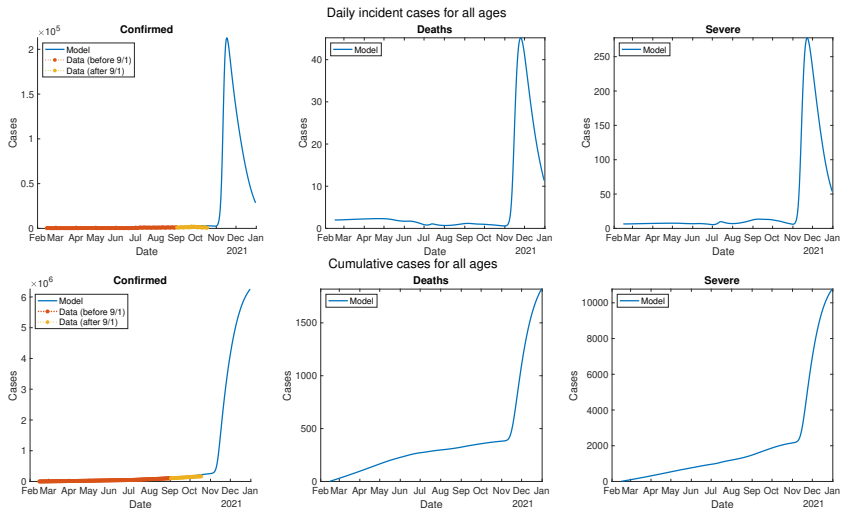 Daily incident cases for all ages
Confirmed
×10^5
2
1.5
1
0.5
0
Cases
Model
Data (before 9/1)
Data (after 9/1)
Feb Mar Apr May Jun Jul Aug Sep Oct Nov Dec Jan
Date
2021
Deaths
40
30
20
10
0
Cases
Model
Feb Mar Apr May Jun Jul Aug Sep Oct Nov Dec Jan
Date
2021
Severe
250
200
150
100
50
0
Cases
Model
Feb Mar Apr May Jun Jul Aug Sep Oct Nov Dec Jan
Date
2021
Cumulative cases for all ages
Confirmed
×10^6
6
5
4
3
2
1
0
Cases
Model
Data (before 9/1)
Data (after 9/1)
Feb Mar Apr May Jun Jul Aug Sep Oct Nov Dec Jan
Date
2021
Deaths
1500
1000
500
0
Cases
Model
Feb Mar Apr May Jun Jul Aug Sep Oct Nov Dec Jan
Date
2021
Severe
10000
8000
6000
4000
2000
0
Cases
Model
Feb Mar Apr May Jun Jul Aug Sep Oct Nov Dec Jan
Date
2021